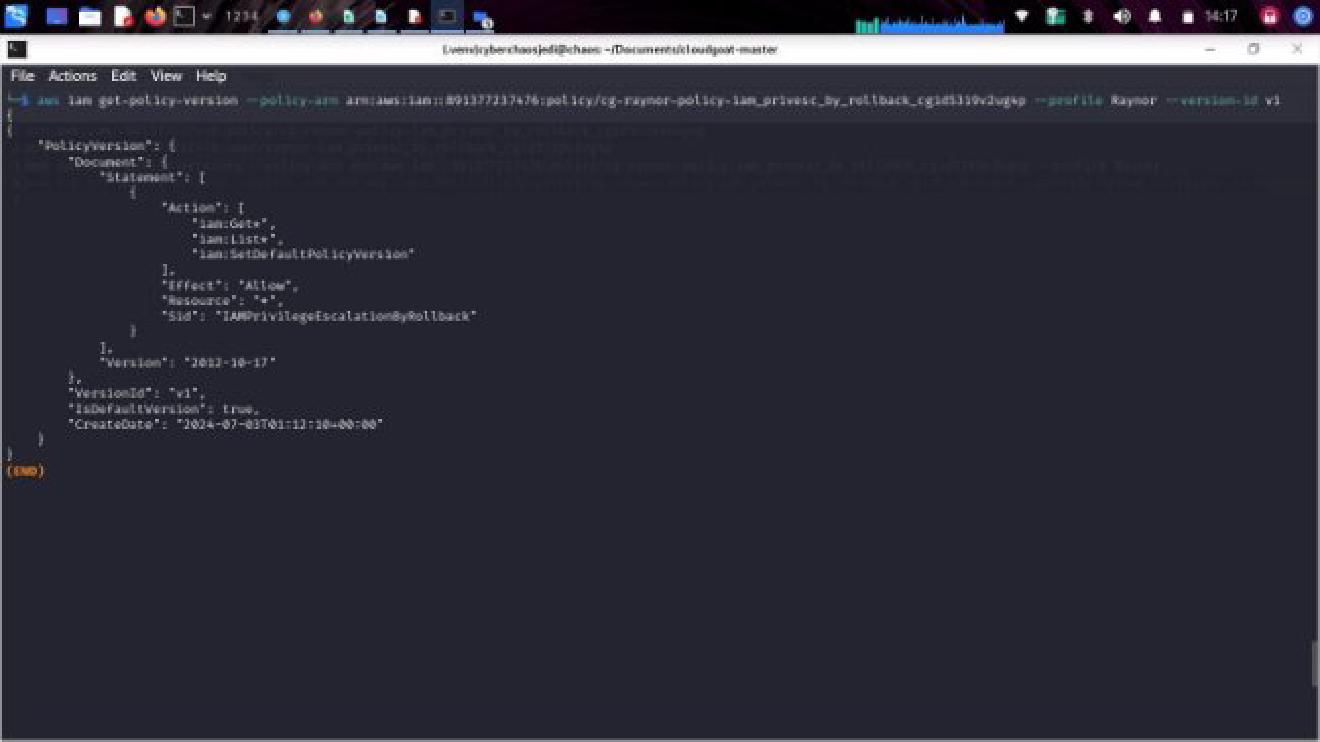 1 2 3 4
14:17
(.venv)cyberchaosjedi@chaos: ~/Documents/cloudgoat-master
File Actions Edit View Help
└─$ aws iam get-policy-version --policy-arn arn:aws:iam::891377237476:policy/cg-raynor-policy-iam_privesc_by_rollback_cgid5319v2ug4p --profile Raynor --version-id v1
{
{
"PolicyVersion": {
"Document": {
"Statement": [
{
"Action": [
"iam:Get*",
"iam:List*",
"iam:SetDefaultPolicyVersion"
],
"Effect": "Allow",
"Resource": "*",
"Sid": "IAMPrivilegeEscalationByRollback"
}
],
"Version": "2012-10-17"
},
"VersionId": "v1",
"IsDefaultVersion": true,
"CreateDate": "2024-07-03T01:12:10+00:00"
}
}
(END)